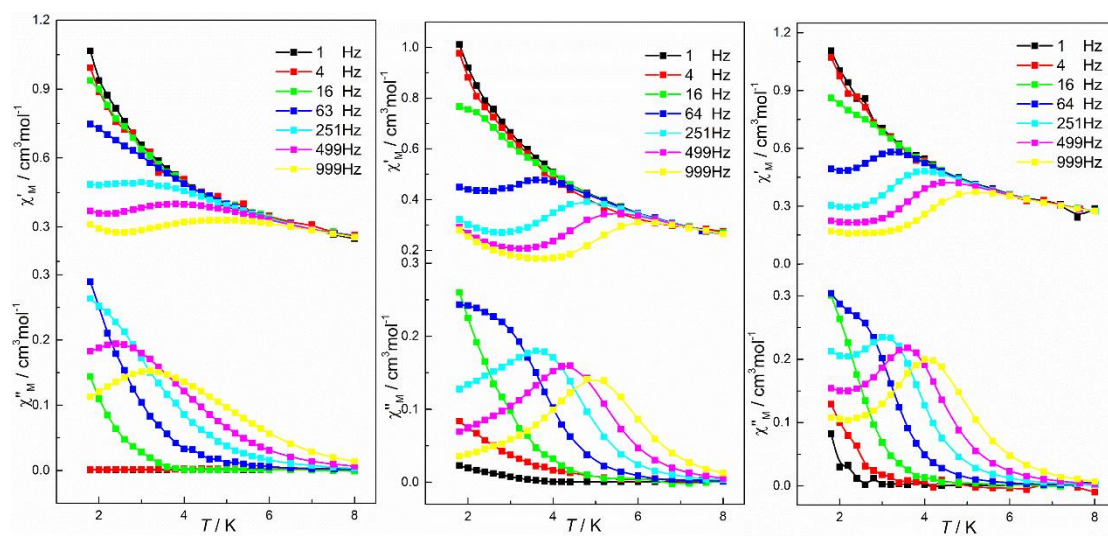 1.2
0.9
0.6
0.3
0.3
0.2
0.1
0.0
χ'M / cm³mol⁻¹
χ"M / cm³mol⁻¹
1 Hz
4 Hz
16 Hz
63 Hz
251Hz
499Hz
999Hz
2 4 6 8
T / K
1.0
0.8
0.6
0.4
0.2
0.3
0.2
0.1
0.0
χ'M / cm³mol⁻¹
χ"M / cm³mol⁻¹
1 Hz
4 Hz
16 Hz
64 Hz
251Hz
499Hz
999Hz
2 4 6 8
T / K
1.2
0.9
0.6
0.3
0.0
0.3
0.2
0.1
0.0
χ'M / cm³mol⁻¹
χ"M / cm³mol⁻¹
1 Hz
4 Hz
16 Hz
64 Hz
251Hz
499Hz
999Hz
2 4 6 8
T / K